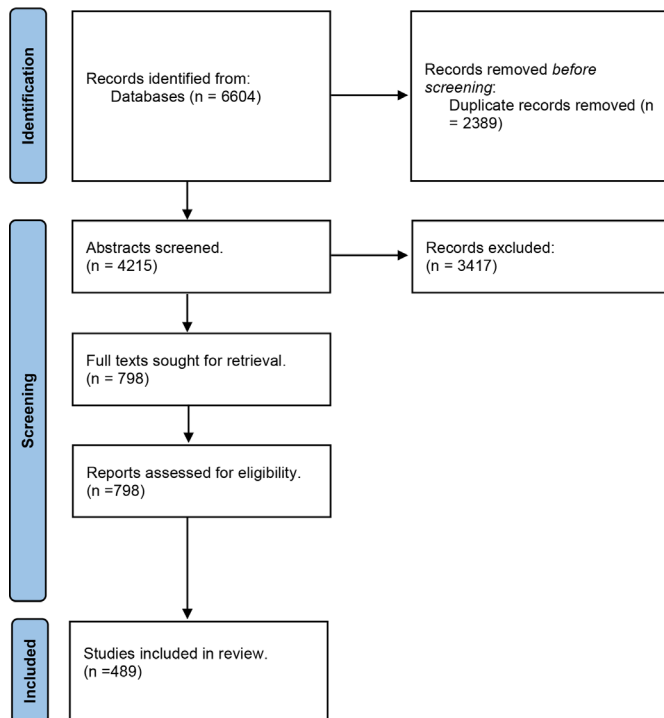 Identification
Records identified from:
Databases (n = 6604)
Records removed before
screening:
Duplicate records removed (n
= 2389)
Screening
Abstracts screened.
(n = 4215)
Records excluded:
(n = 3417)
Full texts sought for retrieval.
(n = 798)
Reports assessed for eligibility.
(n =798)
Included
Studies included in review.
(n =489)